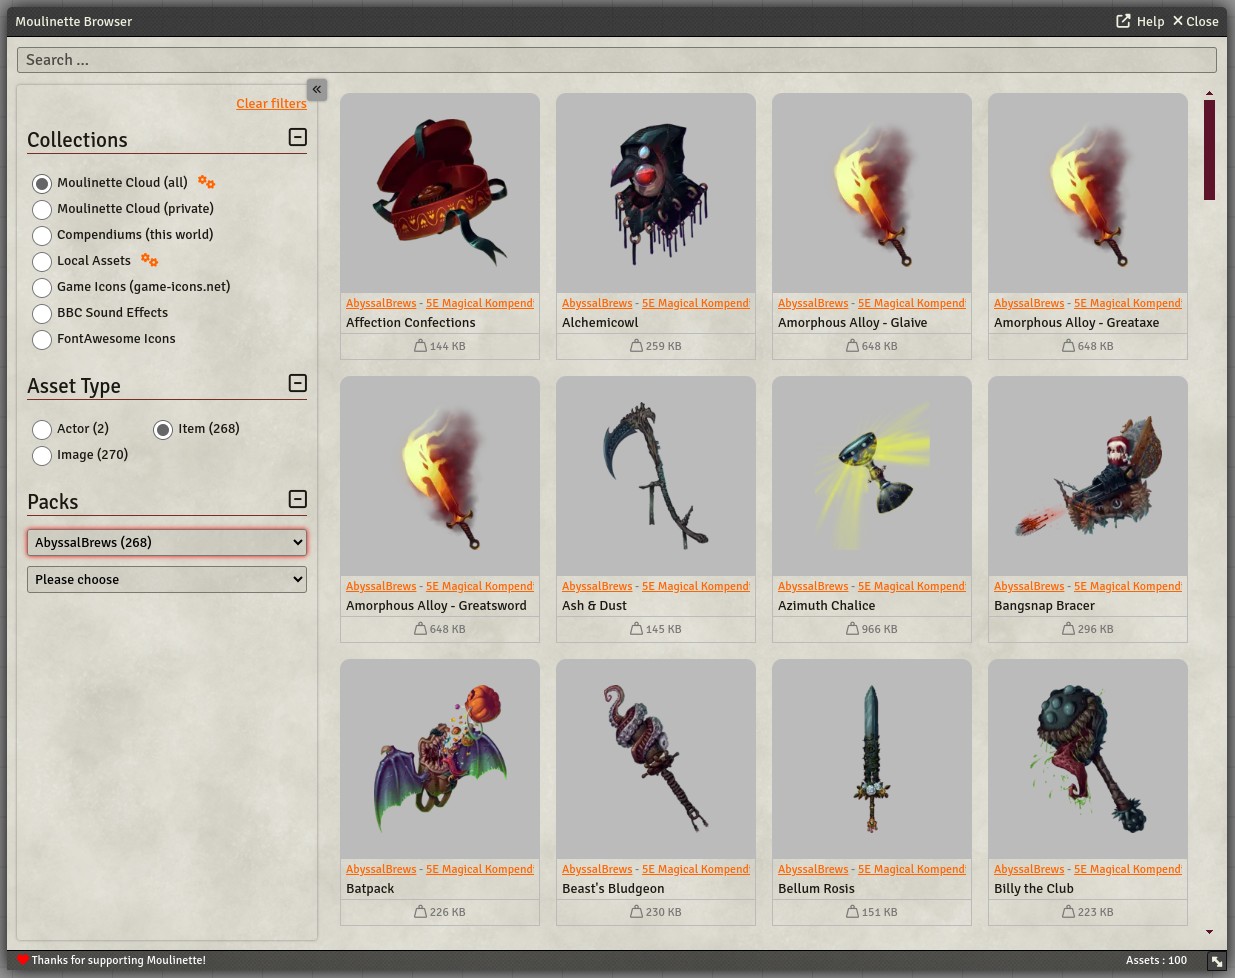 Moulinette Browser
Help
Close
Search ...
«
Clear filters
Collections
Moulinette Cloud (all)
Moulinette Cloud (private)
Compendiums (this world)
Local Assets
Game Icons (game-icons.net)
BBC Sound Effects
FontAwesome Icons
Asset Type
Actor (2) Item (268)
Image (270)
Packs
AbyssalBrews (268)
Please choose
AbyssalBrews - 5E Magical Kompend
Affection Confections
144 KB
AbyssalBrews - 5E Magical Kompend
Alchemicowl
259 KB
AbyssalBrews - 5E Magical Kompend
Amorphous Alloy - Glaive
648 KB
AbyssalBrews - 5E Magical Kompend
Amorphous Alloy - Greataxe
648 KB
AbyssalBrews - 5E Magical Kompend
Amorphous Alloy - Greatsword
648 KB
AbyssalBrews - 5E Magical Kompend
Ash & Dust
145 KB
AbyssalBrews - 5E Magical Kompend
Azimuth Chalice
966 KB
AbyssalBrews - 5E Magical Kompend
Bangsnap Bracer
296 KB
AbyssalBrews - 5E Magical Kompend
Batpack
226 KB
AbyssalBrews - 5E Magical Kompend
Beast's Bludgeon
230 KB
AbyssalBrews - 5E Magical Kompend
Bellum Rosis
151 KB
AbyssalBrews - 5E Magical Kompend
Billy the Club
223 KB
Thanks for supporting Moulinette!
Assets : 100